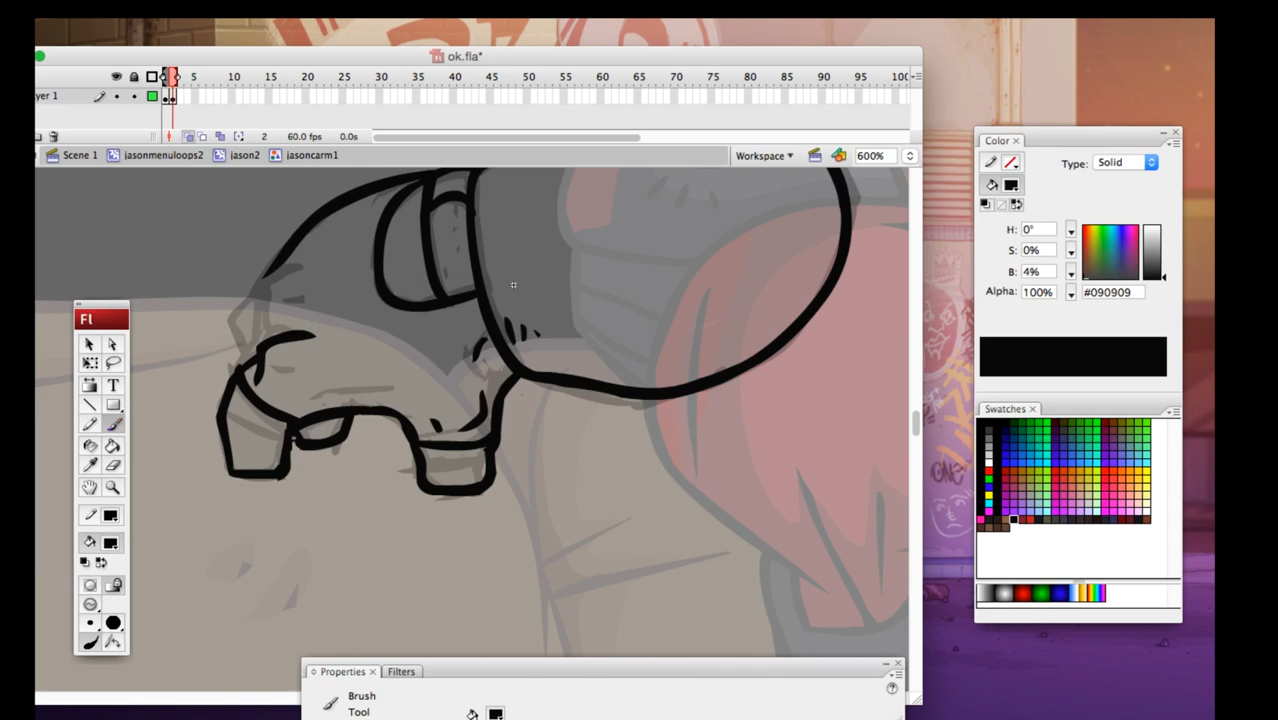 ok.fla*
5 10 15 20 25 30 35 40 45 50 55 60 65 70 75 80 85 90 95 100
yer 1
2 60.0 fps 0.0s
Scene 1 jasonmenuloops2 jason2 jasoncarm1 Workspace 600%
Color
Type: Solid
H: 0°
S: 0%
B: 4%
Alpha: 100% #090909
Fl
T
Swatches
Properties Filters
Brush
Tool